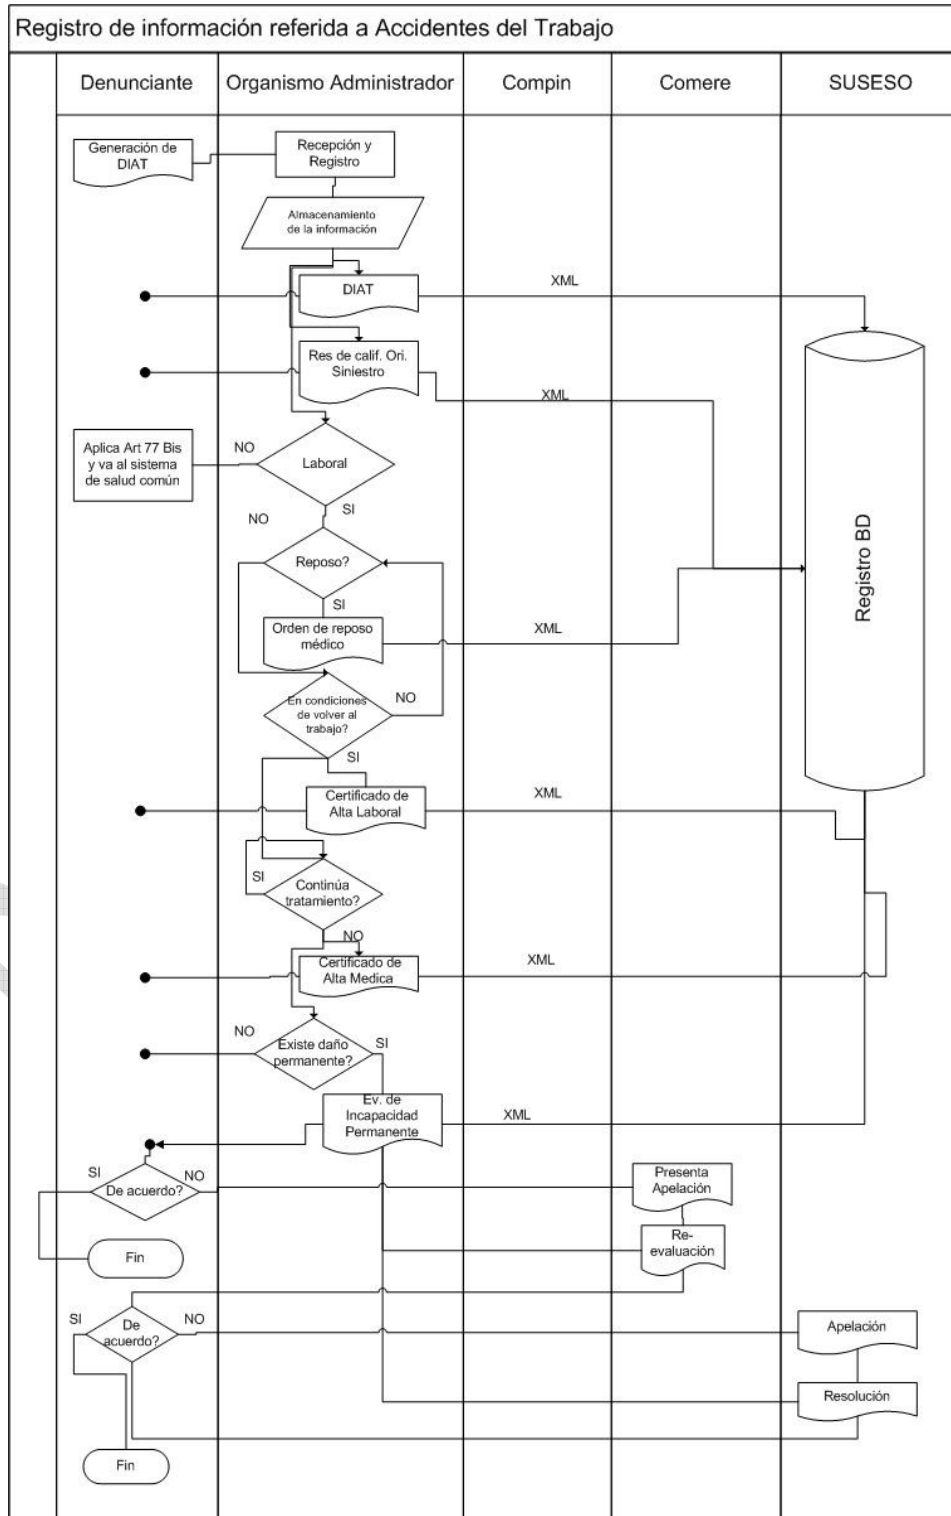 Registro de información referida a Accidentes del Trabajo
Denunciante
Organismo Administrador
Compin
Comere
SUSESO
Generación de
DIAT
Recepción y
Registro
Almacenamiento
de la información
DIAT
XML
Res de calif. Ori.
Siniestro
XML
Aplica Art 77 Bis
y va al sistema
de salud común
NO
Laboral
SI
NO
Reposo?
SI
Registro BD
Orden de reposo
médico
XML
En condiciones
de volver al
trabajo?
NO
SI
Certificado de
Alta Laboral
XML
SI
Continúa
tratamiento?
NO
Certificado de
Alta Medica
XML
NO
Existe daño
permanente?
SI
Ev. de
Incapacidad
Permanente
XML
SI
De acuerdo?
NO
Presenta
Apelación
Re-
evaluación
Fin
SI
De
acuerdo?
NO
Apelación
Resolución
Fin